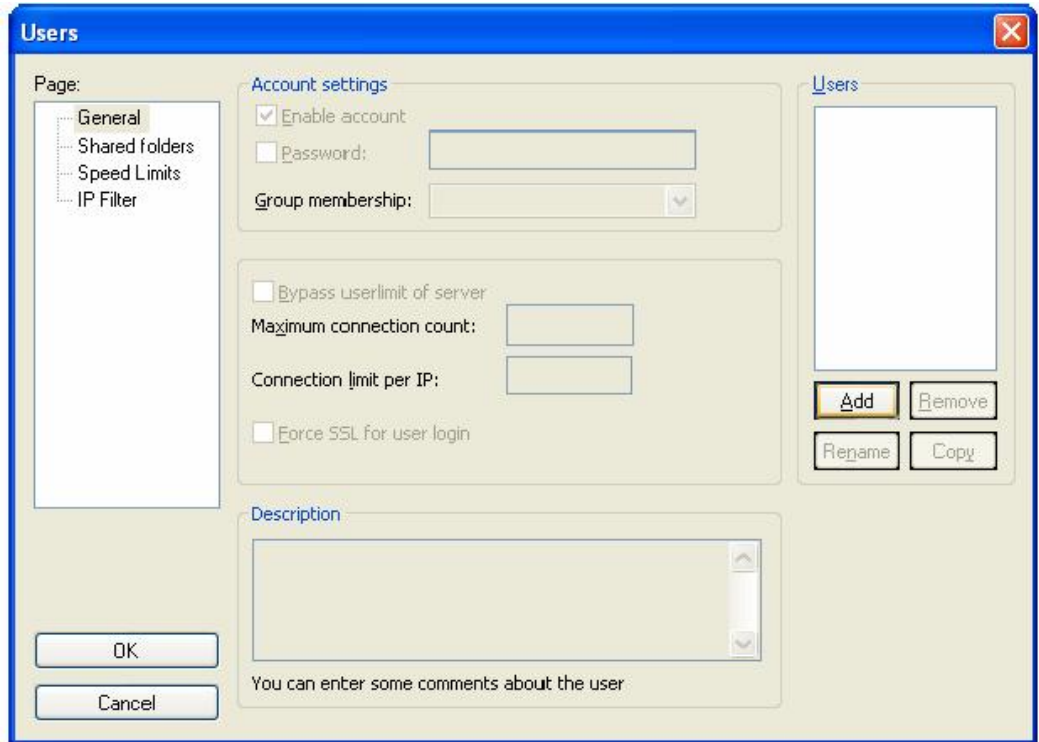 Users
Page:
General
Shared folders
Speed Limits
IP Filter
Account settings
Enable account
Password:
Group membership:
Bypass userlimit of server
Maximum connection count:
Connection limit per IP:
Force SSL for user login
Description
You can enter some comments about the user
Users
Add Remove
Rename Copy
OK
Cancel